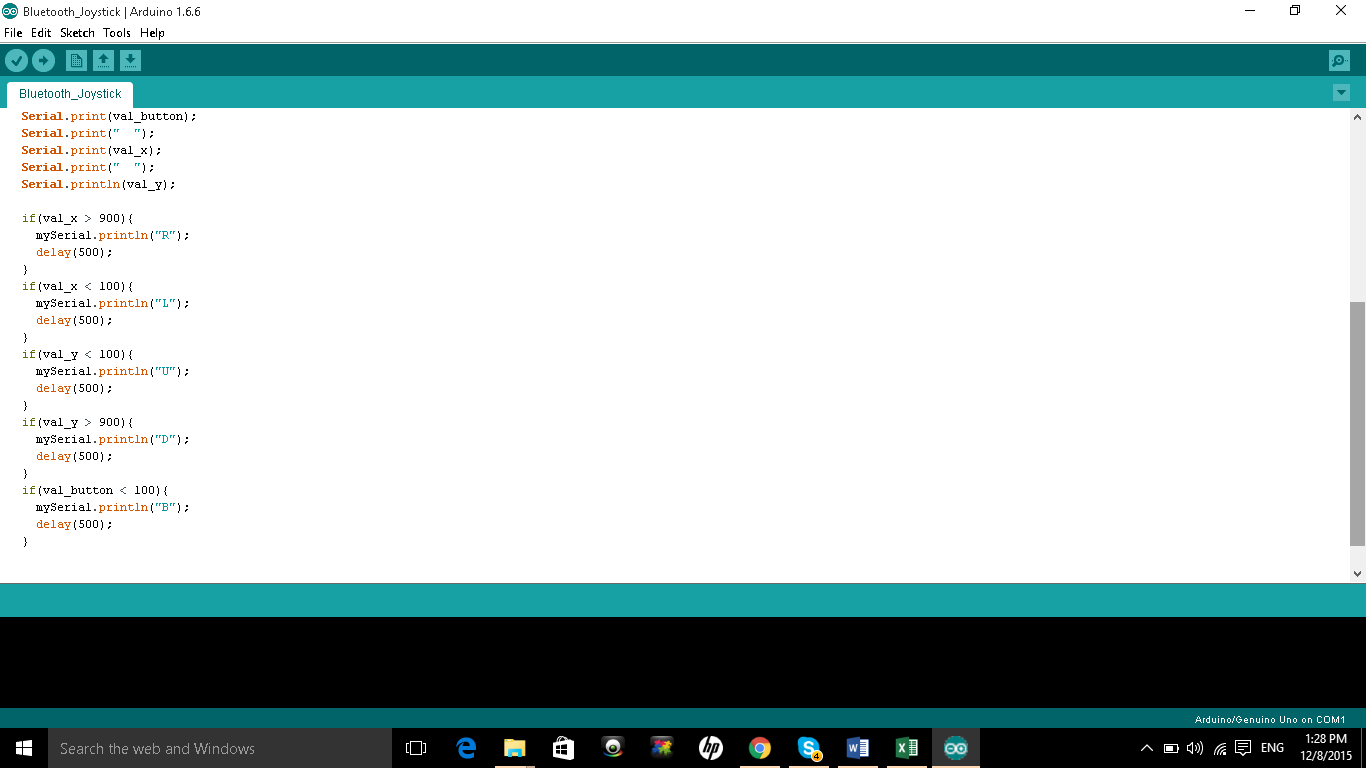 Bluetooth_Joystick | Arduino 1.6.6
File Edit Sketch Tools Help
Bluetooth_Joystick
Serial.print(val_button);
Serial.print("  ");
Serial.print(val_x);
Serial.print("  ");
Serial.println(val_y);
if(val_x > 900){
mySerial.println("R");
delay(500);
}
if(val_x < 100){
mySerial.println("L");
delay(500);
}
if(val_y < 100){
mySerial.println("U");
delay(500);
}
if(val_y > 900){
mySerial.println("D");
delay(500);
}
if(val_button < 100){
mySerial.println("B");
delay(500);
}
Arduino/Genuino Uno on COM1
Search the web and Windows
hp
4
ENG
1:28 PM
12/8/2015